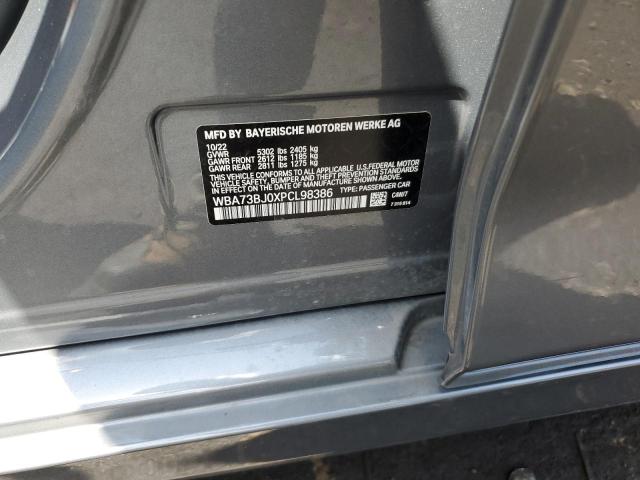 MFD BY BAYERISCHE MOTOREN WERKE AG
10/22
GVWR 5302 lbs 2405 kg
GAWR FRONT 2612 lbs 1185 kg
GAWR REAR 2811 lbs 1275 kg
THIS VEHICLE CONFORMS TO ALL APPLICABLE U.S.FEDERAL MOTOR
VEHICLE SAFETY, BUMPER AND THEFT PREVENTION STANDARDS
IN EFFECT ON THE DATE OF MANUFACTURE SHOWN ABOVE:
WBA73BJ0XPCL98386 TYPE: PASSENGER CAR